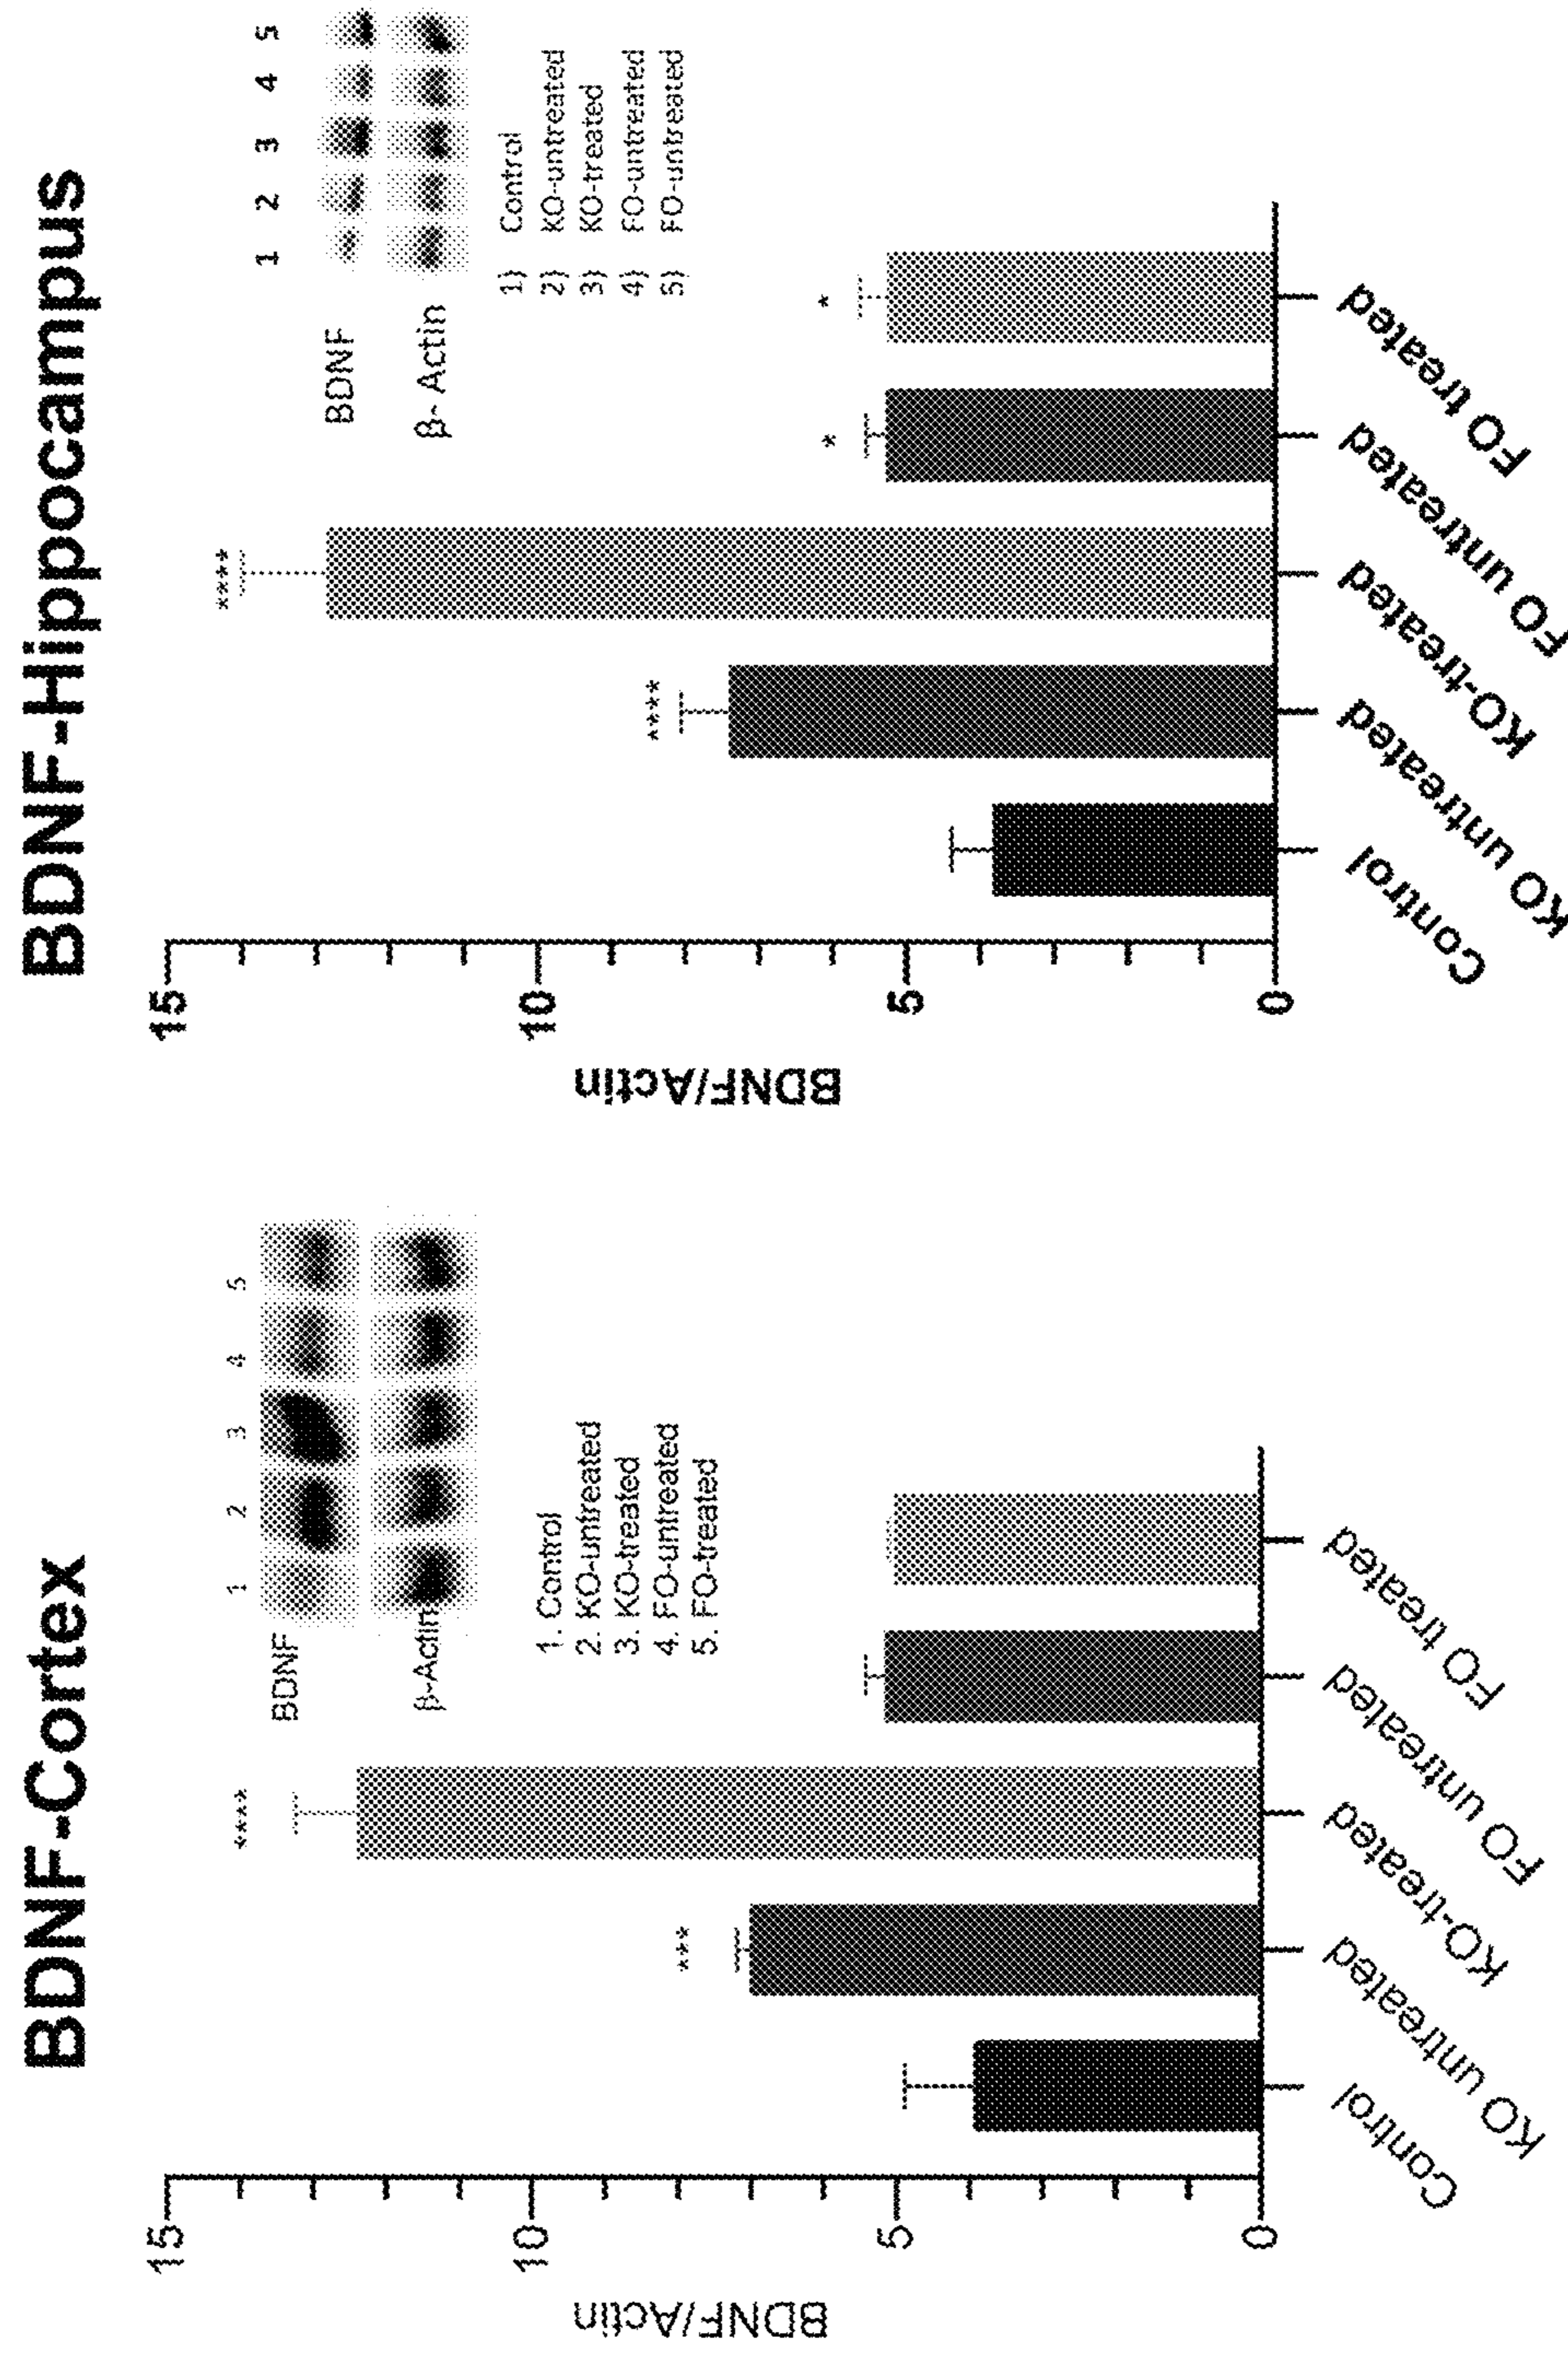 BDNF-Cortex
BDNF/Actin
15
10
5
0
****
***
1 2 3 4 5
BDNF
β-Actin
1. Control
2. KO-untreated
3. KO-treated
4. FO-untreated
5. FO-treated
Control
KO untreated
KO-treated
FO untreated
FO treated
BDNF-Hippocampus
BDNF/Actin
15
10
5
0
****
****
*
*
1 2 3 4 5
BDNF
β- Actin
1) Control
2) KO-untreated
3) KO-treated
4) FO-untreated
5) FO-untreated
Control
KO untreated
KO-treated
FO untreated
FO treated